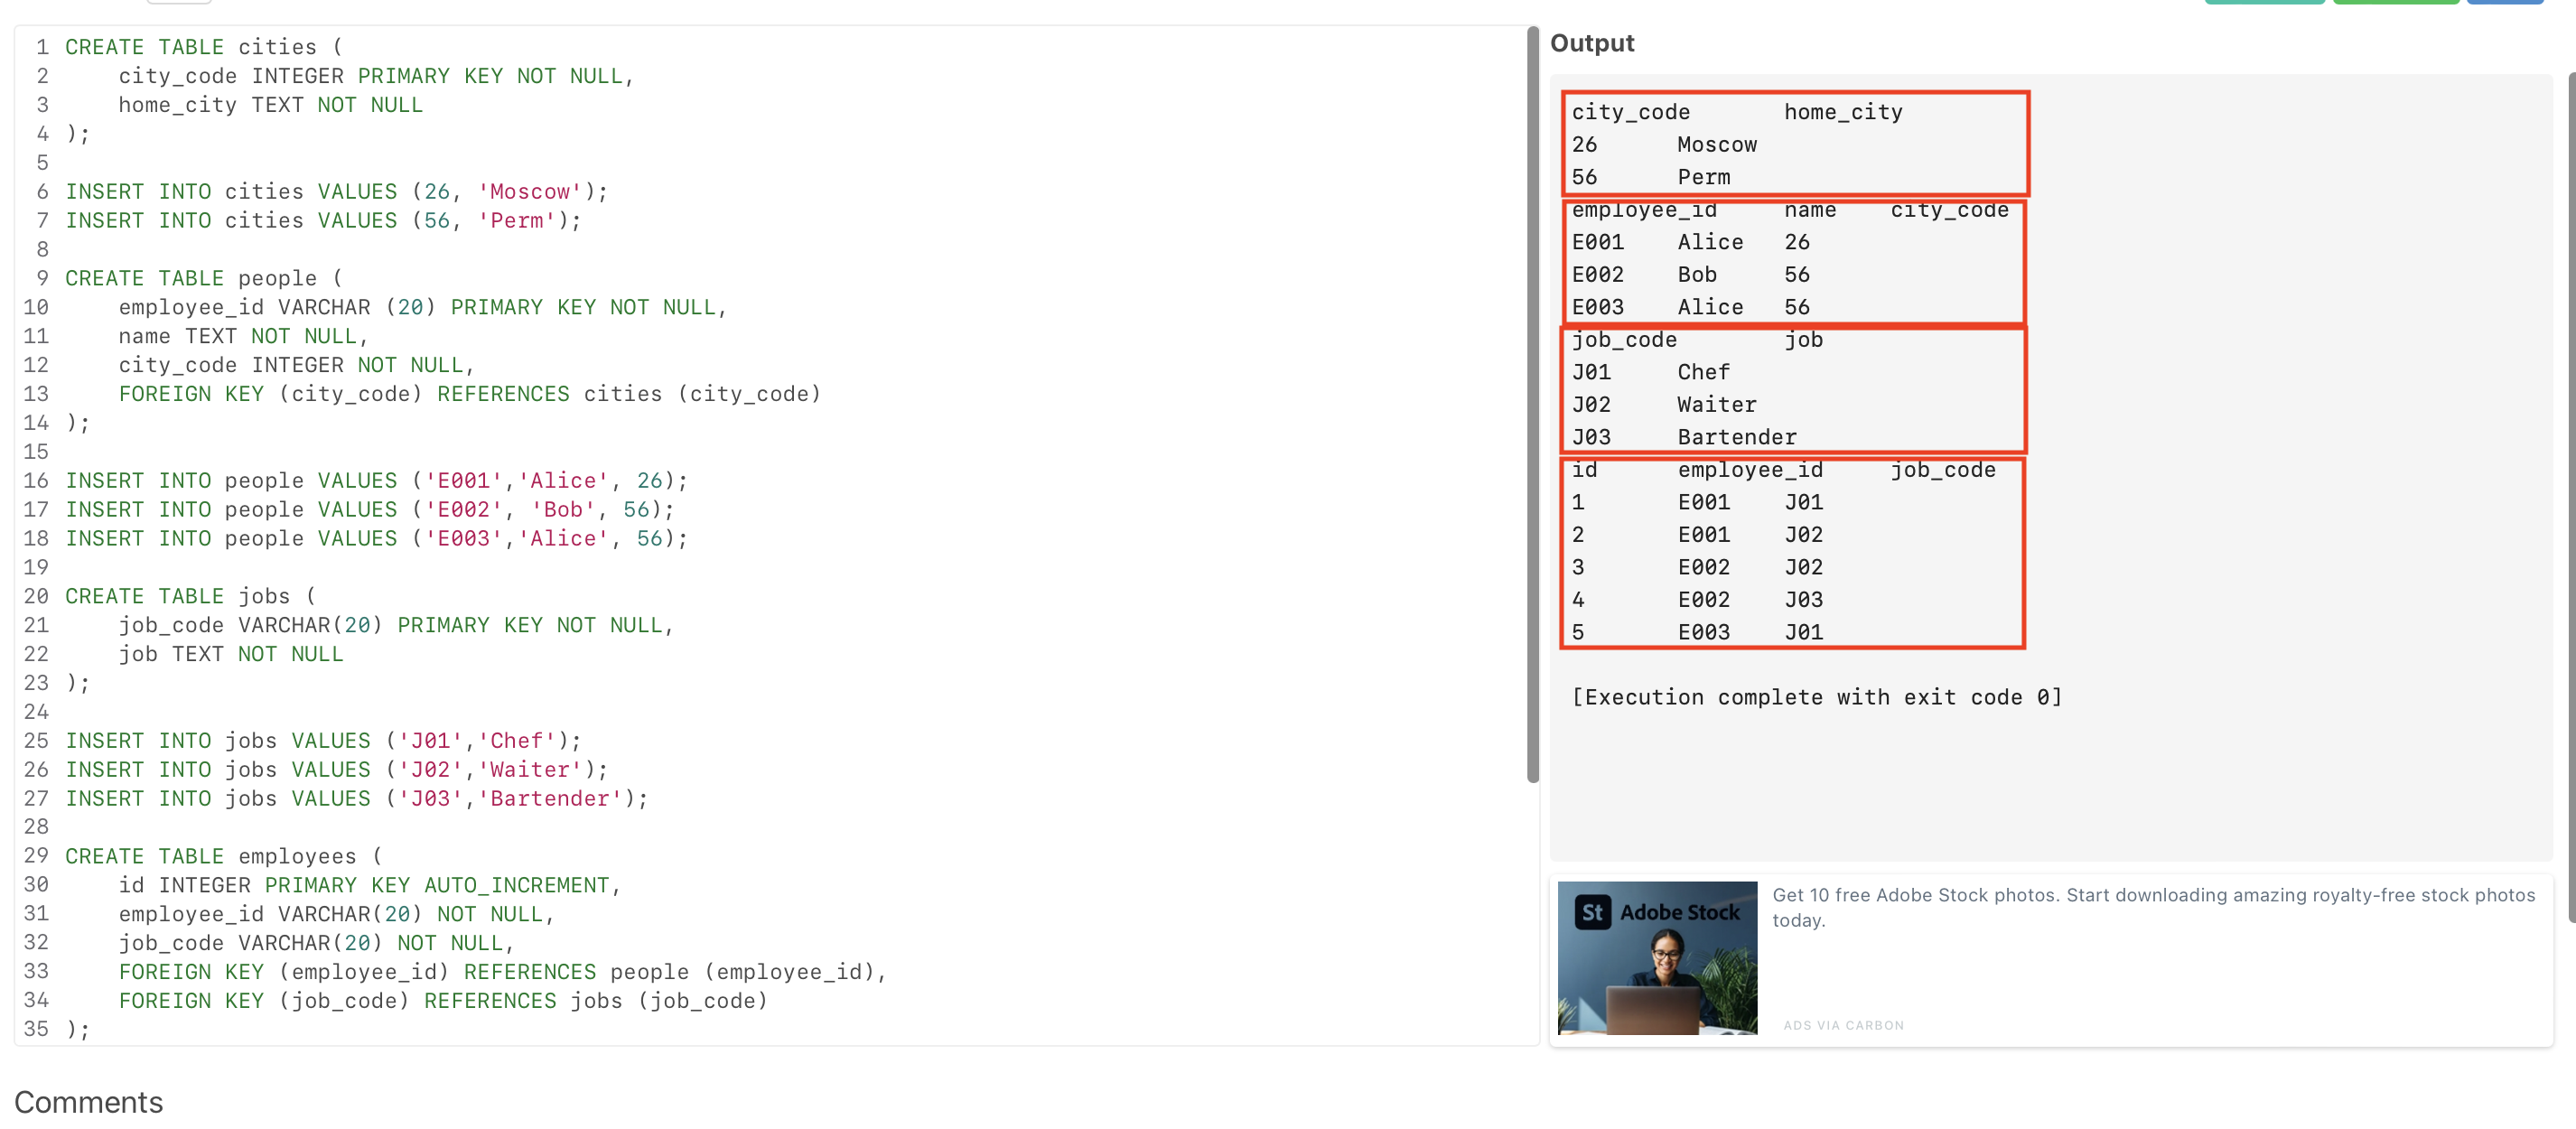 1 CREATE TABLE cities (
2     city_code INTEGER PRIMARY KEY NOT NULL,
3     home_city TEXT NOT NULL
4 );
5
6 INSERT INTO cities VALUES (26, 'Moscow');
7 INSERT INTO cities VALUES (56, 'Perm');
8
9 CREATE TABLE people (
10     employee_id VARCHAR (20) PRIMARY KEY NOT NULL,
11     name TEXT NOT NULL,
12     city_code INTEGER NOT NULL,
13     FOREIGN KEY (city_code) REFERENCES cities (city_code)
14 );
15
16 INSERT INTO people VALUES ('E001','Alice', 26);
17 INSERT INTO people VALUES ('E002', 'Bob', 56);
18 INSERT INTO people VALUES ('E003','Alice', 56);
19
20 CREATE TABLE jobs (
21     job_code VARCHAR(20) PRIMARY KEY NOT NULL,
22     job TEXT NOT NULL
23 );
24
25 INSERT INTO jobs VALUES ('J01','Chef');
26 INSERT INTO jobs VALUES ('J02','Waiter');
27 INSERT INTO jobs VALUES ('J03','Bartender');
28
29 CREATE TABLE employees (
30     id INTEGER PRIMARY KEY AUTO_INCREMENT,
31     employee_id VARCHAR(20) NOT NULL,
32     job_code VARCHAR(20) NOT NULL,
33     FOREIGN KEY (employee_id) REFERENCES people (employee_id),
34     FOREIGN KEY (job_code) REFERENCES jobs (job_code)
35 );
Output
city_code home_city
26 Moscow
56 Perm
employee_id name city_code
E001 Alice 26
E002 Bob 56
E003 Alice 56
job_code job
J01 Chef
J02 Waiter
J03 Bartender
id employee_id job_code
1 E001 J01
2 E001 J02
3 E002 J02
4 E002 J03
5 E003 J01
[Execution complete with exit code 0]
St Adobe Stock
Get 10 free Adobe Stock photos. Start downloading amazing royalty-free stock photos
today.
ADS VIA CARBON
Comments